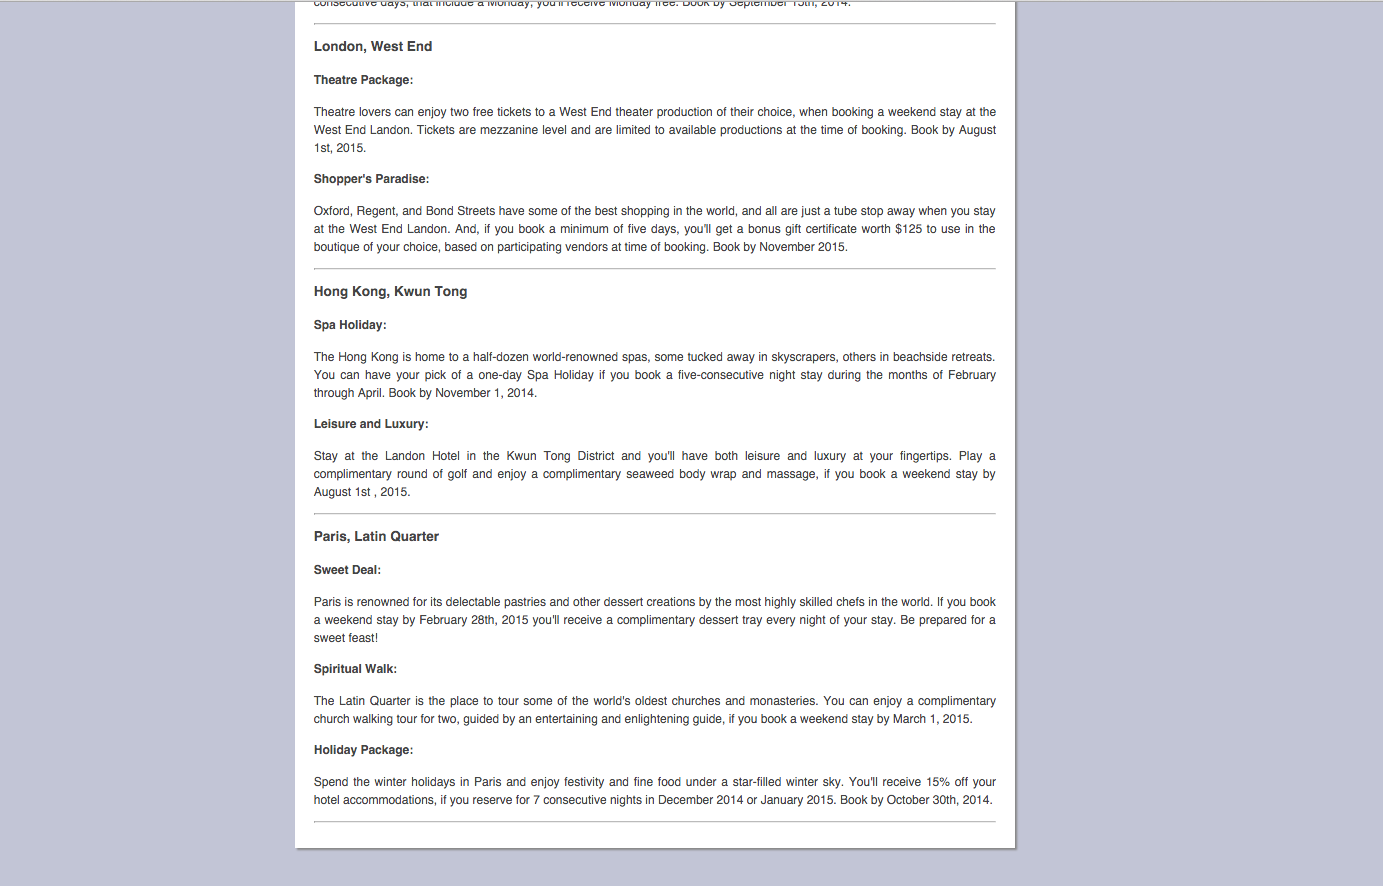 consecutive days, that include a Monday, you'll receive Monday free. Book by September 15th, 2014.
London, West End
Theatre Package:
Theatre lovers can enjoy two free tickets to a West End theater production of their choice, when booking a weekend stay at the
West End Landon. Tickets are mezzanine level and are limited to available productions at the time of booking. Book by August
1st, 2015.
Shopper's Paradise:
Oxford, Regent, and Bond Streets have some of the best shopping in the world, and all are just a tube stop away when you stay
at the West End Landon. And, if you book a minimum of five days, you'll get a bonus gift certificate worth $125 to use in the
boutique of your choice, based on participating vendors at time of booking. Book by November 2015.
Hong Kong, Kwun Tong
Spa Holiday:
The Hong Kong is home to a half-dozen world-renowned spas, some tucked away in skyscrapers, others in beachside retreats.
You can have your pick of a one-day Spa Holiday if you book a five-consecutive night stay during the months of February
through April. Book by November 1, 2014.
Leisure and Luxury:
Stay at the Landon Hotel in the Kwun Tong District and you'll have both leisure and luxury at your fingertips. Play a
complimentary round of golf and enjoy a complimentary seaweed body wrap and massage, if you book a weekend stay by
August 1st , 2015.
Paris, Latin Quarter
Sweet Deal:
Paris is renowned for its delectable pastries and other dessert creations by the most highly skilled chefs in the world. If you book
a weekend stay by February 28th, 2015 you'll receive a complimentary dessert tray every night of your stay. Be prepared for a
sweet feast!
Spiritual Walk:
The Latin Quarter is the place to tour some of the world's oldest churches and monasteries. You can enjoy a complimentary
church walking tour for two, guided by an entertaining and enlightening guide, if you book a weekend stay by March 1, 2015.
Holiday Package:
Spend the winter holidays in Paris and enjoy festivity and fine food under a star-filled winter sky. You'll receive 15% off your
hotel accommodations, if you reserve for 7 consecutive nights in December 2014 or January 2015. Book by October 30th, 2014.